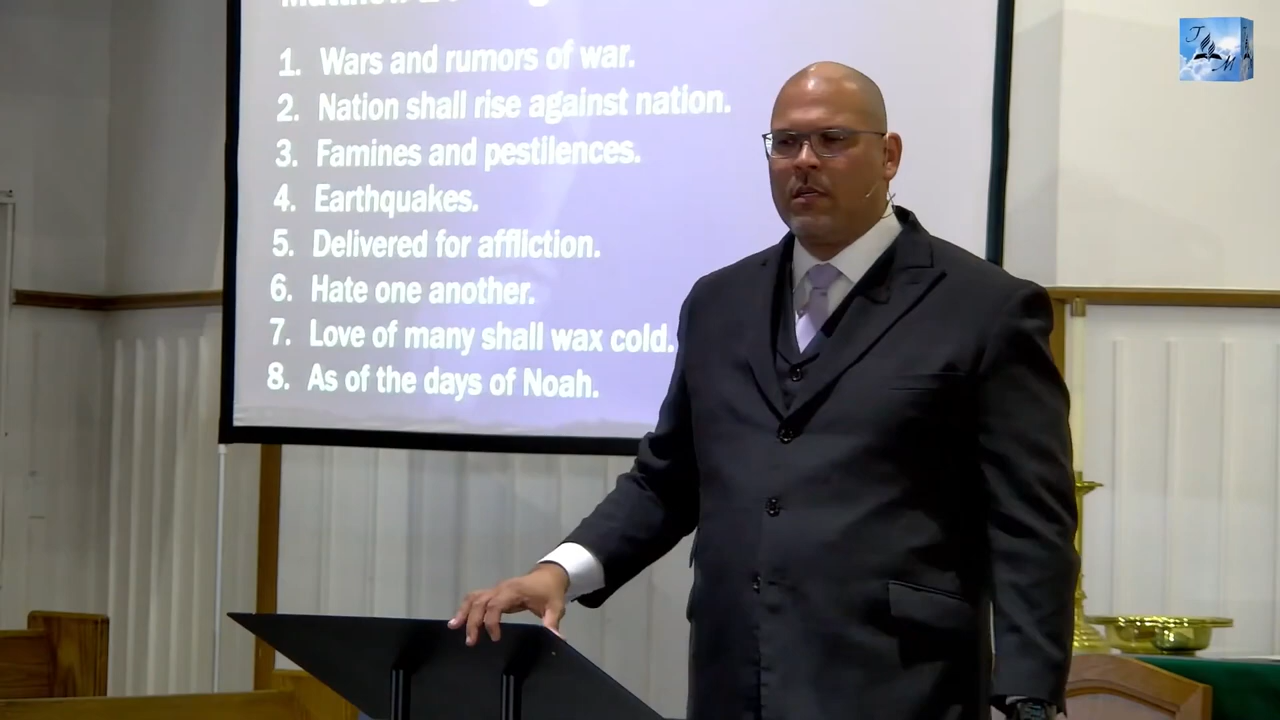 1. Wars and rumors of war.
2. Nation shall rise against nation.
3. Famines and pestilences.
4. Earthquakes.
5. Delivered for affliction.
6. Hate one another.
7. Love of many shall wax cold.
8. As of the days of Noah.
T
M